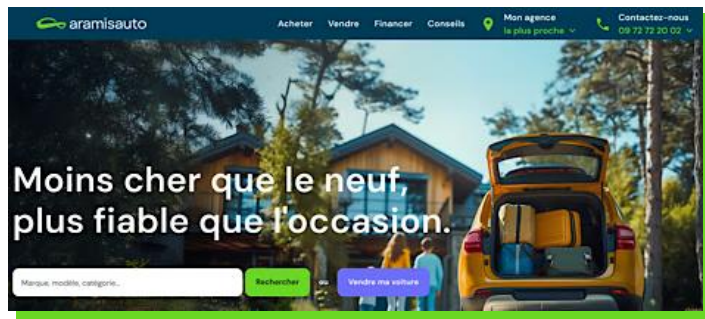 aramisauto
Acheter Vendre Financer Conseils
Mon agence
la plus proche
Contactez-nous
09 72 72 20 02
Moins cher que le neuf,
plus fiable que l'occasion.
Marque, modèle, catégorie...
Rechercher
ou
Vendre ma voiture